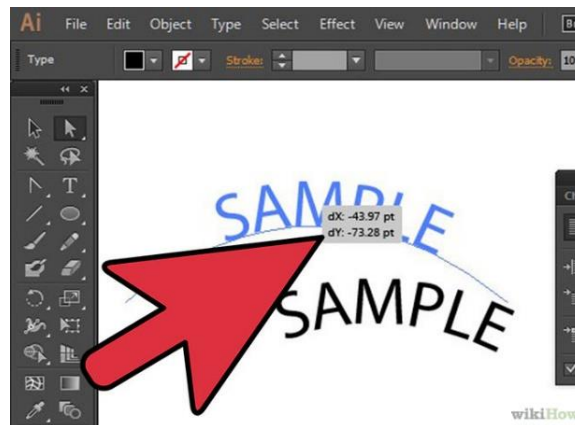 Ai File Edit Object Type Select Effect View Window Help
Type Stroke: Opacity: 10
SAMPLE
dX: -43.97 pt
dY: -73.28 pt
SAMPLE
wikiHow